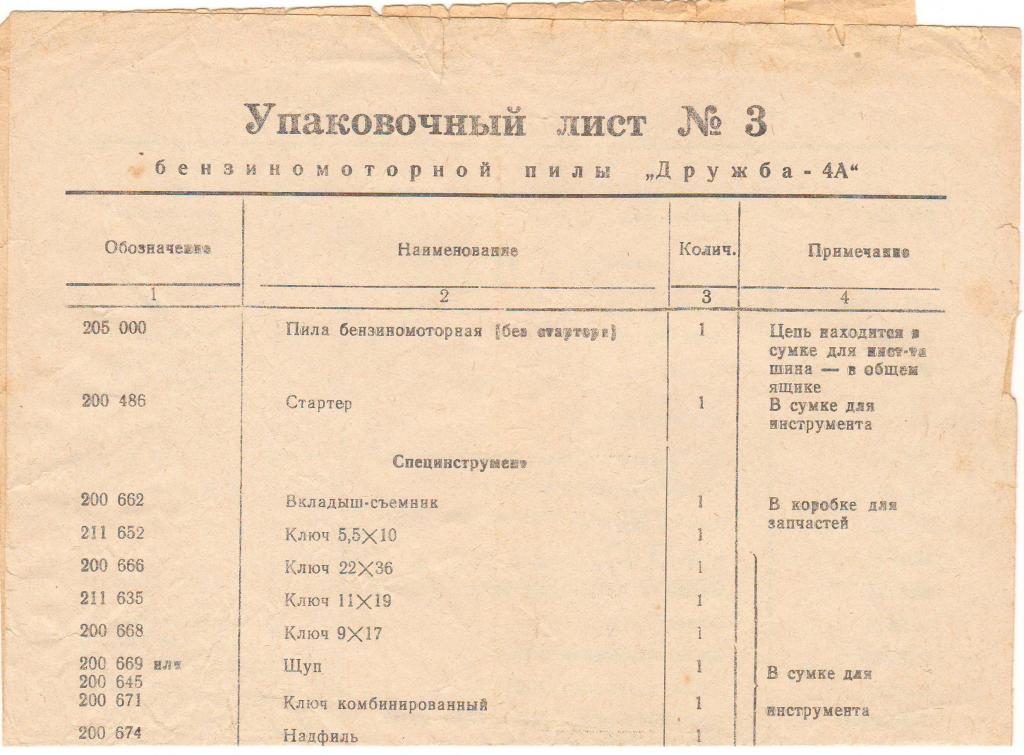 Упаковочный лист № 3
бензиномоторной пилы „Дружба-4А“
Обозначение Наименование Колич. Примечание
1 2 3 4
205 000 Пила бензиномоторная (без стартера) 1 Цепь находится в
сумке для инст-та
шина — в общем
ящике
200 486 Стартер 1 В сумке для
инструмента
Специнструмент
200 662 Вкладыш-съемник 1 В коробке для
запчастей
211 652 Ключ 5,5×10 1
200 666 Ключ 22×36 1
211 635 Ключ 11×19 1
200 668 Ключ 9×17 1
200 669 или Щуп 1 В сумке для
200 645
200 671 Ключ комбинированный 1 инструмента
200 674 Надфиль 1